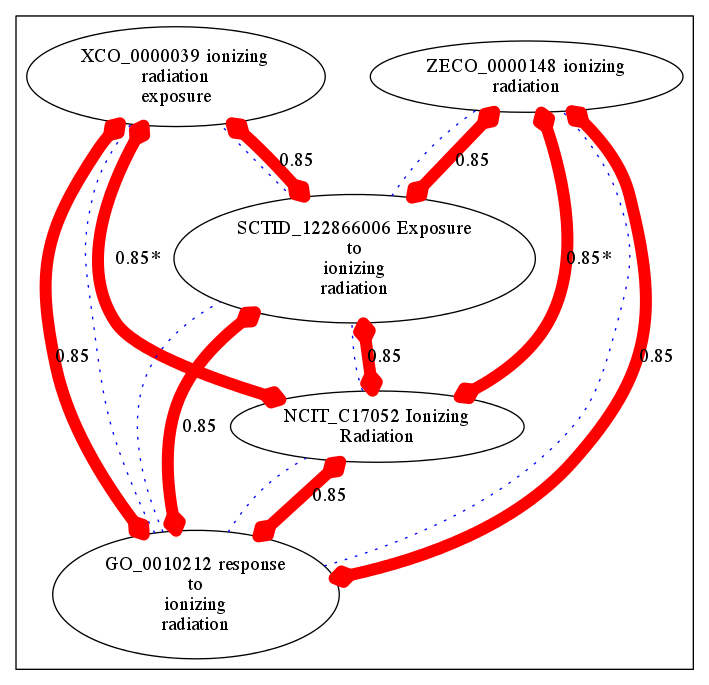 XCO_0000039 ionizing
radiation
exposure
ZECO_0000148 ionizing
radiation
0.85
0.85
SCTID_122866006 Exposure
to
ionizing
radiation
0.85*
0.85*
0.85
0.85
0.85
NCIT_C17052 Ionizing
Radiation
0.85
0.85
GO_0010212 response
to
ionizing
radiation